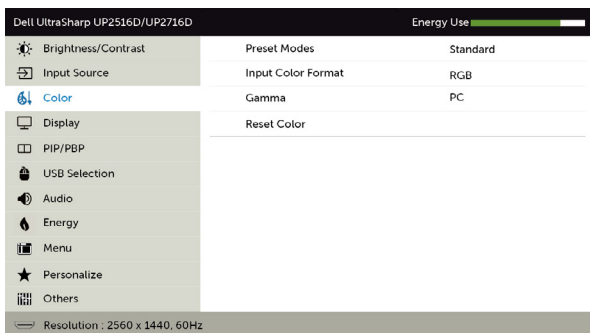 Dell UltraSharp UP2516D/UP2716D Energy Use
Brightness/Contrast
Input Source
Color
Display
PIP/PBP
USB Selection
Audio
Energy
Menu
Personalize
Others
Preset Modes Standard
Input Color Format RGB
Gamma PC
Reset Color
Resolution : 2560 x 1440, 60Hz